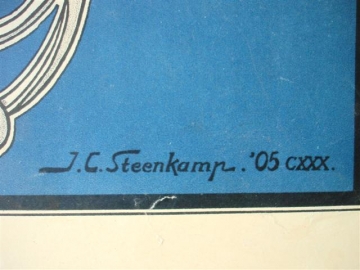 J.C. Steenkamp. '05 CXXX.